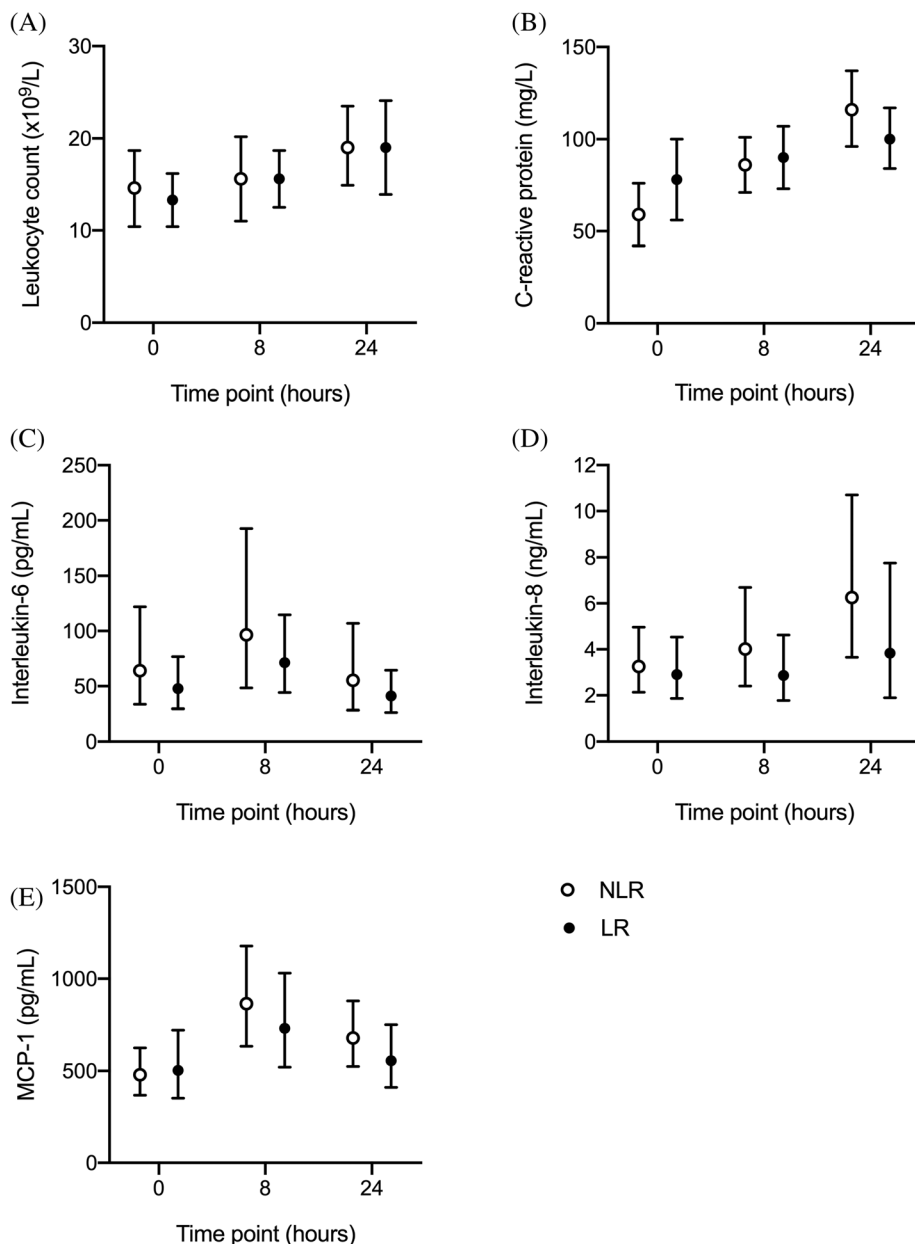 (A)
Leukocyte count (x10⁹/L)
30
20
10
0
0 8 24
Time point (hours)
(B)
C-reactive protein (mg/L)
150
100
50
0
0 8 24
Time point (hours)
(C)
Interleukin-6 (pg/mL)
250
200
150
100
50
0
0 8 24
Time point (hours)
(D)
Interleukin-8 (ng/mL)
12
10
8
6
4
2
0
0 8 24
Time point (hours)
(E)
MCP-1 (pg/mL)
1500
1000
500
0
0 8 24
Time point (hours)
NLR
LR